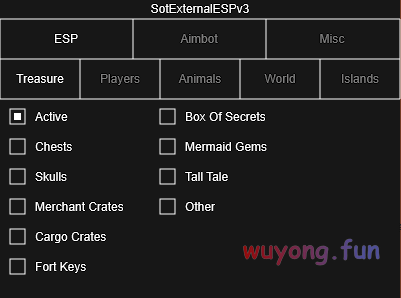 SotExternalESPv3
ESP Aimbot Misc
Treasure Players Animals World Islands
Active Box Of Secrets
Chests Mermaid Gems
Skulls Tall Tale
Merchant Crates Other
Cargo Crates
Fort Keys
wuyong.fun